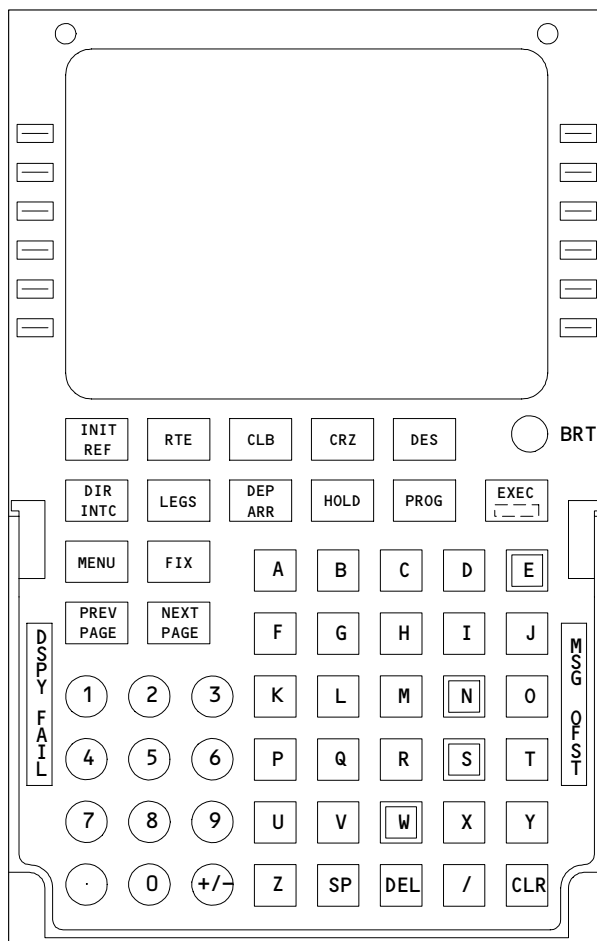 INIT REF
RTE
CLB
CRZ
DES
BRT
DIR INTC
LEGS
DEP ARR
HOLD
PROG
EXEC
MENU
FIX
A B C D E
PREV PAGE
NEXT PAGE
F G H I J
DSPY FAIL
MSG OFST
1 2 3 K L M N O
4 5 6 P Q R S T
7 8 9 U V W X Y
. 0 +/- Z SP DEL / CLR